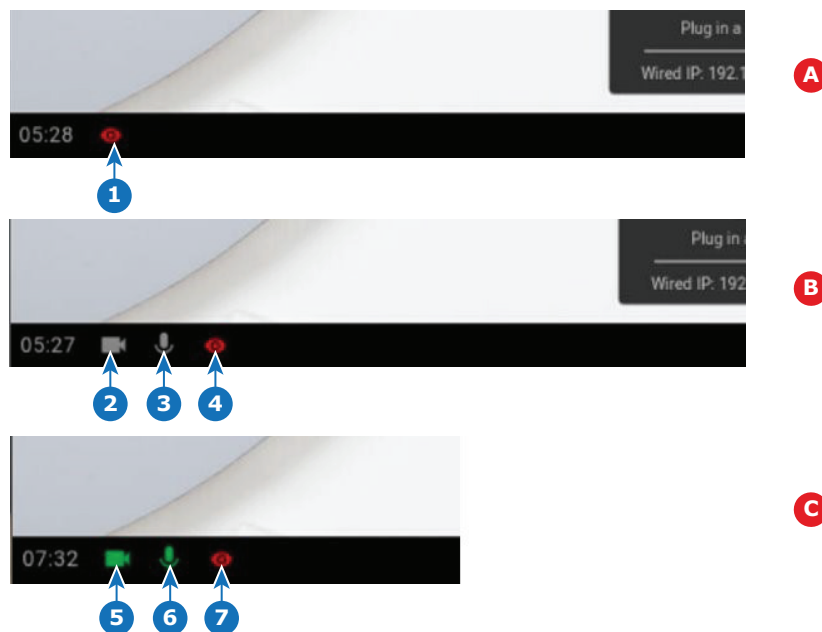 Plug in a
Wired IP: 192.1
A
05:28
1
Plug in
Wired IP: 192
B
05:27
2 3 4
C
07:32
5 6 7